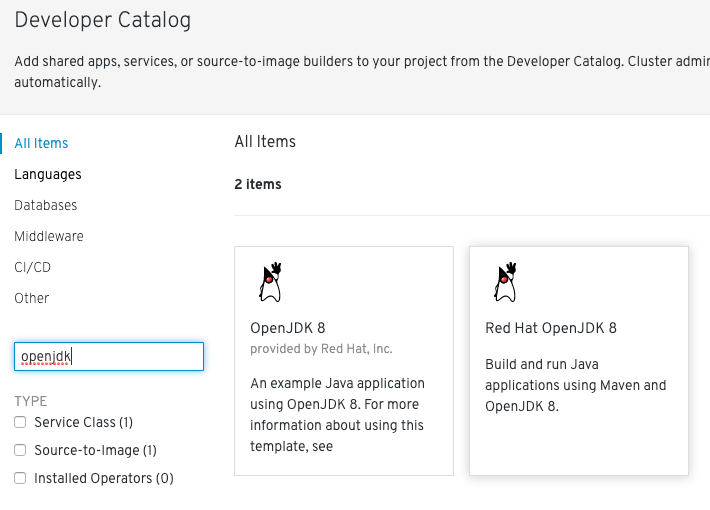 Developer Catalog
Add shared apps, services, or source-to-image builders to your project from the Developer Catalog. Cluster
automatically.
All Items
Languages
Databases
Middleware
CI/CD
Other
openjdk
TYPE
Service Class (1)
Source-to-Image (1)
Installed Operators (0)
All Items
2 items
OpenJDK 8
provided by Red Hat, Inc.
An example Java application
using OpenJDK 8. For more
information about using this
template, see
Red Hat OpenJDK 8
Build and run Java
applications using Maven and
OpenJDK 8.